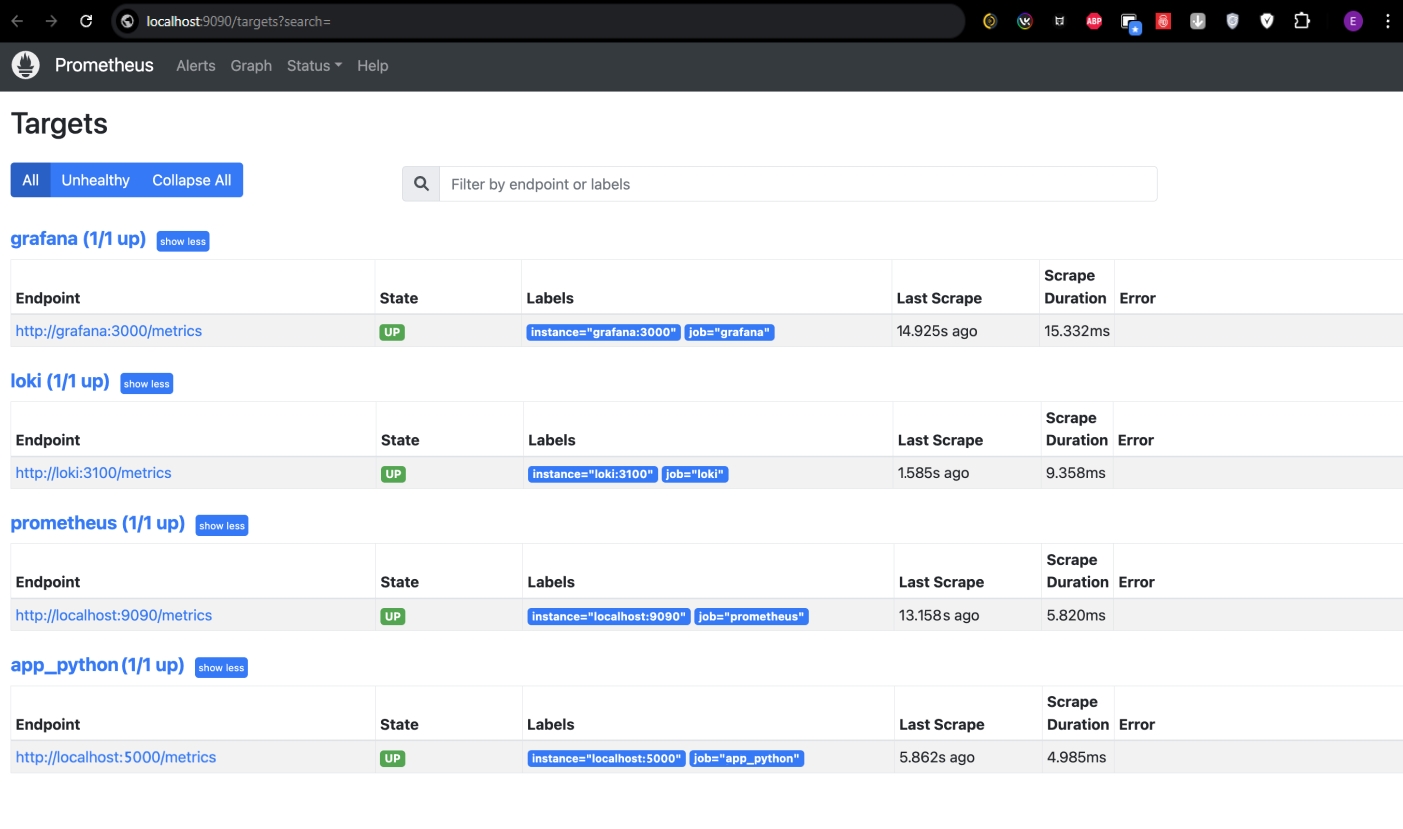 localhost:9090/targets?search=
ABP
E
Prometheus Alerts Graph Status Help
Targets
All Unhealthy Collapse All
Filter by endpoint or labels
grafana (1/1 up) show less
Endpoint State Labels Last Scrape Scrape Duration Error
http://grafana:3000/metrics UP instance="grafana:3000" job="grafana" 14.925s ago 15.332ms
loki (1/1 up) show less
Endpoint State Labels Last Scrape Scrape Duration Error
http://loki:3100/metrics UP instance="loki:3100" job="loki" 1.585s ago 9.358ms
prometheus (1/1 up) show less
Endpoint State Labels Last Scrape Scrape Duration Error
http://localhost:9090/metrics UP instance="localhost:9090" job="prometheus" 13.158s ago 5.820ms
app_python (1/1 up) show less
Endpoint State Labels Last Scrape Scrape Duration Error
http://localhost:5000/metrics UP instance="localhost:5000" job="app_python" 5.862s ago 4.985ms